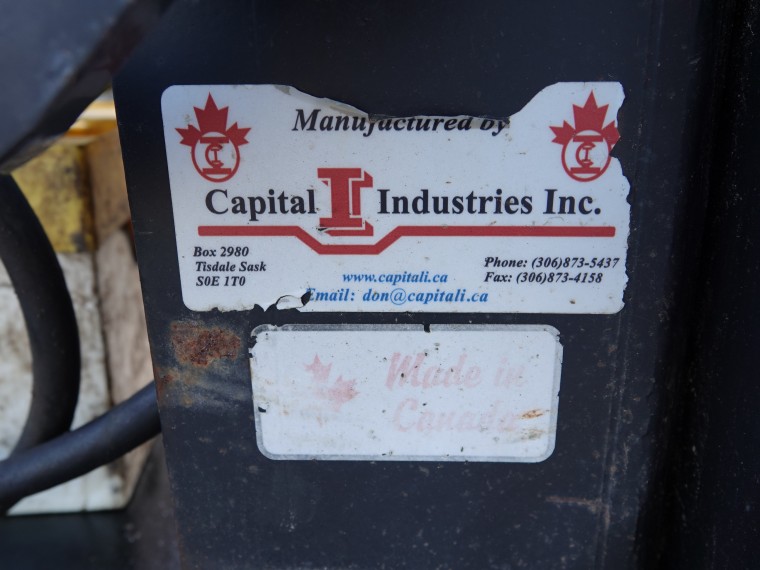 Manufactured by
Capital I Industries Inc.
Box 2980
Tisdale Sask
S0E 1T0
Phone: (306)873-5437
Fax: (306)873-4158
www.capitali.ca
Email: don@capitali.ca
Made in
Canada